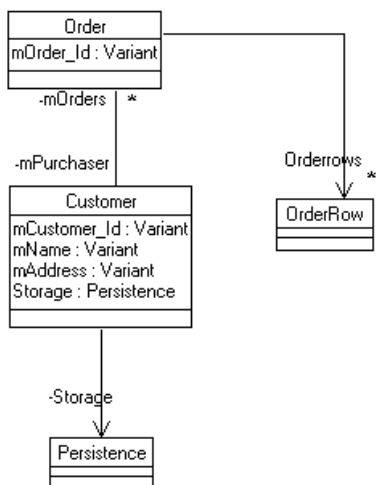 Order
mOrder_Id : Variant
-mOrders *
-mPurchaser
Orderrows
*
Customer
mCustomer_Id : Variant
mName : Variant
mAddress : Variant
Storage : Persistence
OrderRow
-Storage
Persistence